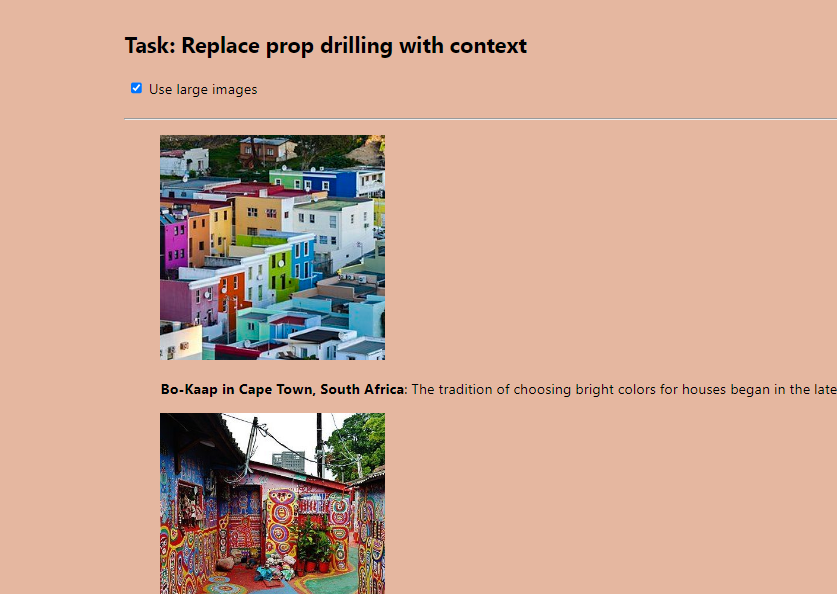 Task: Replace prop drilling with context
Use large images
Bo-Kaap in Cape Town, South Africa: The tradition of choosing bright colors for houses began in the late